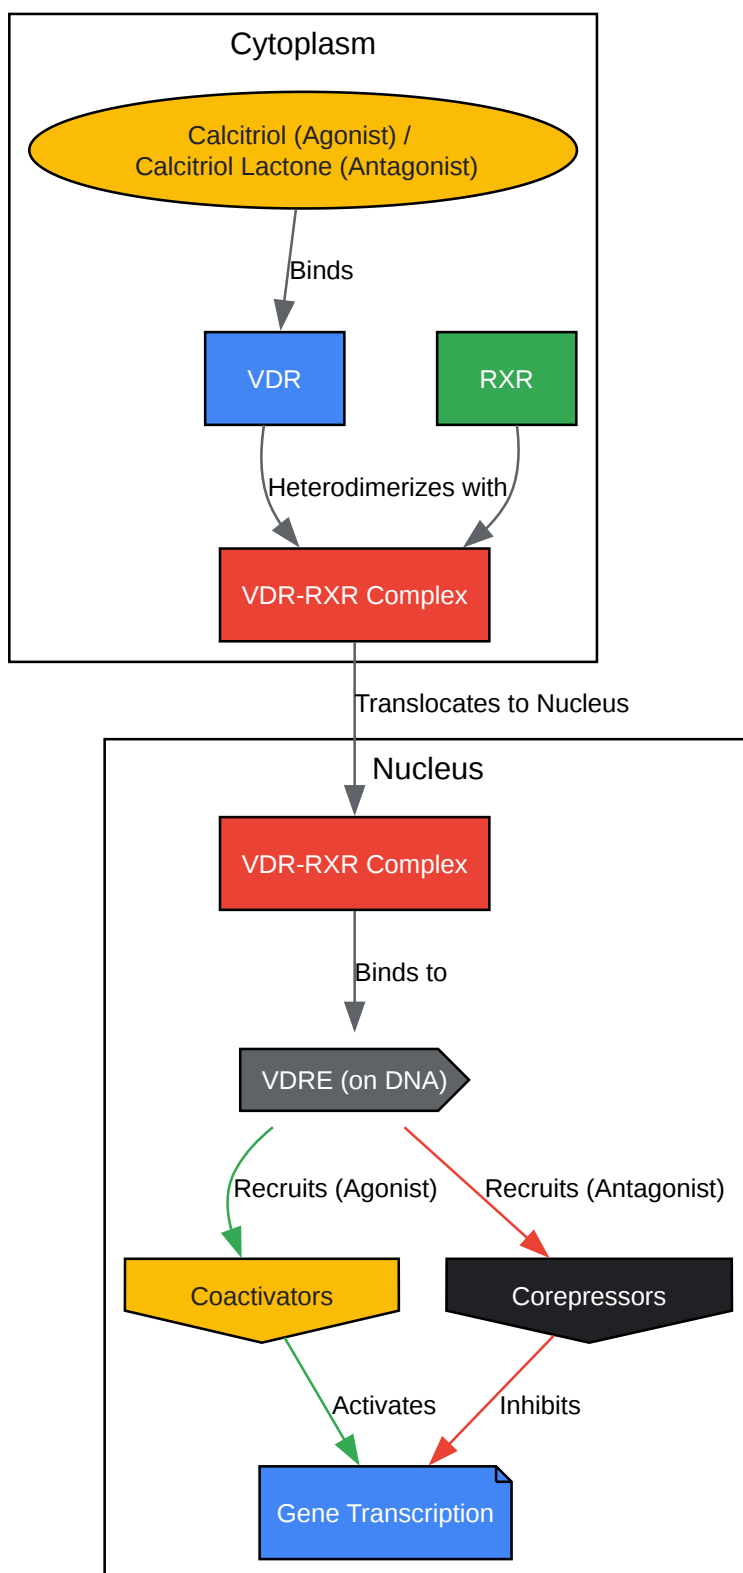 Cytoplasm
Calcitriol (Agonist) /
Calcitriol Lactone (Antagonist)
Binds
VDR
RXR
Heterodimerizes with
VDR-RXR Complex
Translocates to Nucleus
Nucleus
VDR-RXR Complex
Binds to
VDRE (on DNA)
Recruits (Agonist)
Recruits (Antagonist)
Coactivators
Corepressors
Activates
Inhibits
Gene Transcription